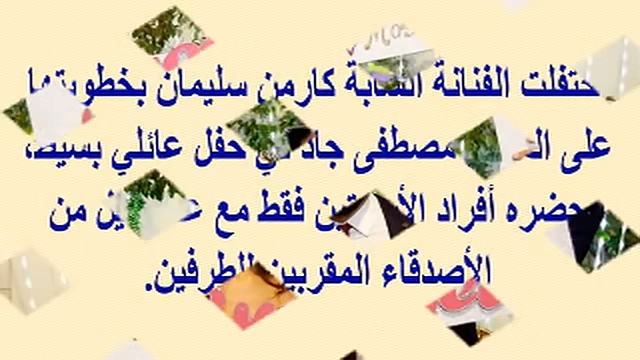 احتفلت الفنانة الشابة كارمن سليمان بخطوبتها
على مصطفى جاد في حفل عائلي بسيط،
حضره أفراد الأسرتين فقط مع من
الأصدقاء المقربين للطرفين.